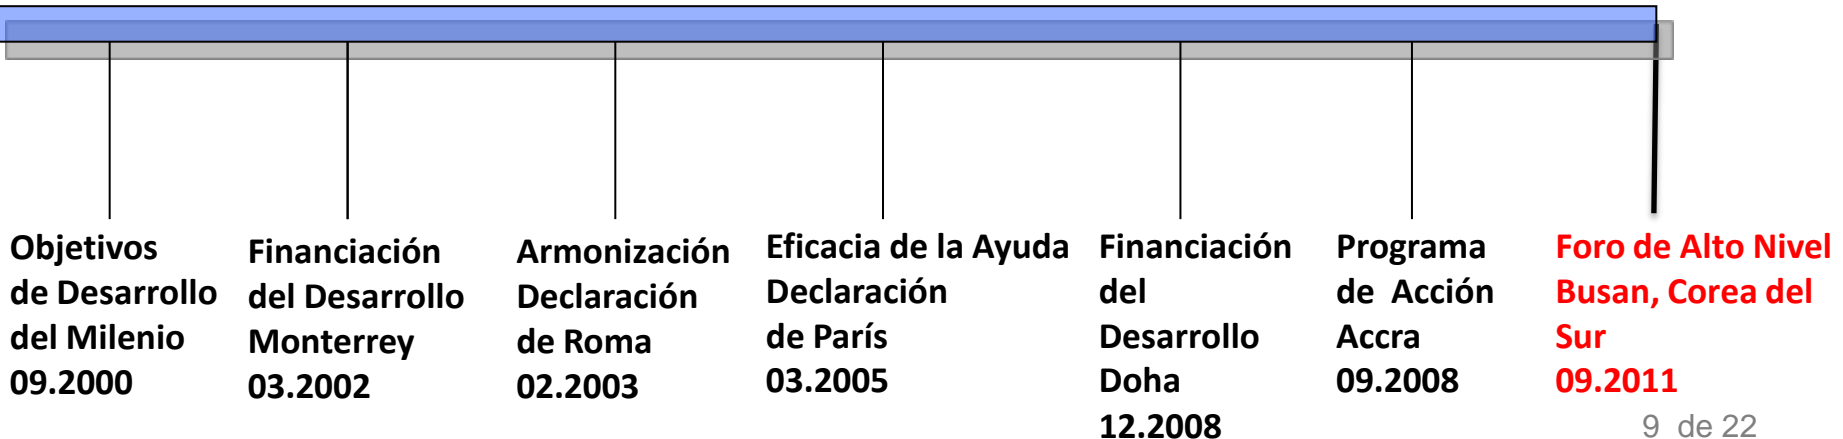 Objetivos
de Desarrollo
del Milenio
09.2000
Financiación
del Desarrollo
Monterrey
03.2002
Armonización
Declaración
de Roma
02.2003
Eficacia de la Ayuda
Declaración
de París
03.2005
Financiación
del
Desarrollo
Doha
12.2008
Programa
de Acción
Accra
09.2008
Foro de Alto Nivel
Busan, Corea del
Sur
09.2011
9 de 22